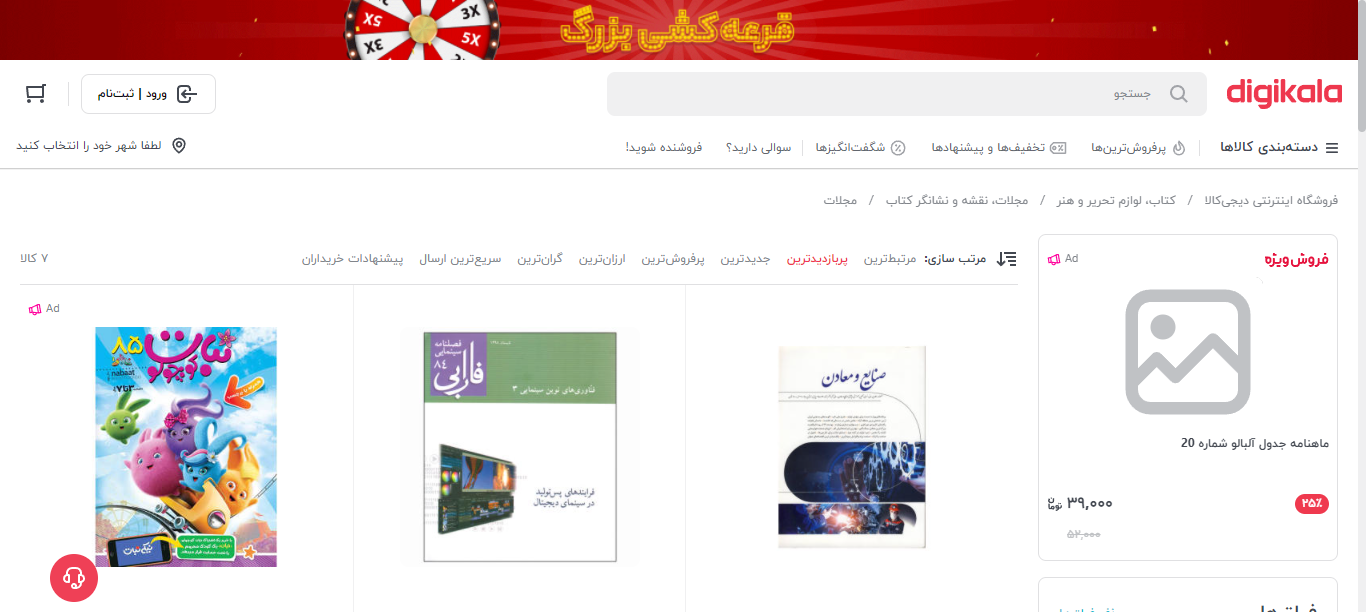 3X
5X
5X
3X
قرعه‌کشی بزرگ
digikala
جستجو
ورود | ثبت‌نام
دسته‌بندی کالاها
پرفروش‌ترین‌ها
تخفیف‌ها و پیشنهادها
شگفت‌انگیزها
سوالی دارید؟
فروشنده شوید!
لطفا شهر خود را انتخاب کنید
فروشگاه اینترنتی دیجی‌کالا / کتاب، لوازم تحریر و هنر / مجلات، نقشه و نشانگر کتاب / مجلات
فروش ویژه
Ad
ماهنامه جدول آلبالو شماره 20
۲۵٪
۳۹,۰۰۰ تومان
۵۲,۰۰۰
مرتب سازی: مرتبط‌ترین پربازدیدترین جدیدترین پرفروش‌ترین ارزان‌ترین گران‌ترین سریع‌ترین ارسال پیشنهادات خریداران
۷ کالا
صنایع و معادن
فصلنامه
سینمایی
۸۴
فارابی
فناوری‌های نوین سینمایی ۳
فرایندهای پس‌تولید
در سینمای دیجیتال
Ad
نبات
کوچولو
۸۵
nabaat